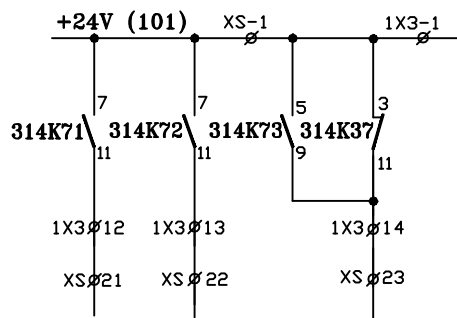 +24V (101) XS-1 1X3-1
7 7 5 3
314K71 314K72 314K73 314K37
11 11 9 11
1X3 12 1X3 13 1X3 14
XS 21 XS 22 XS 23